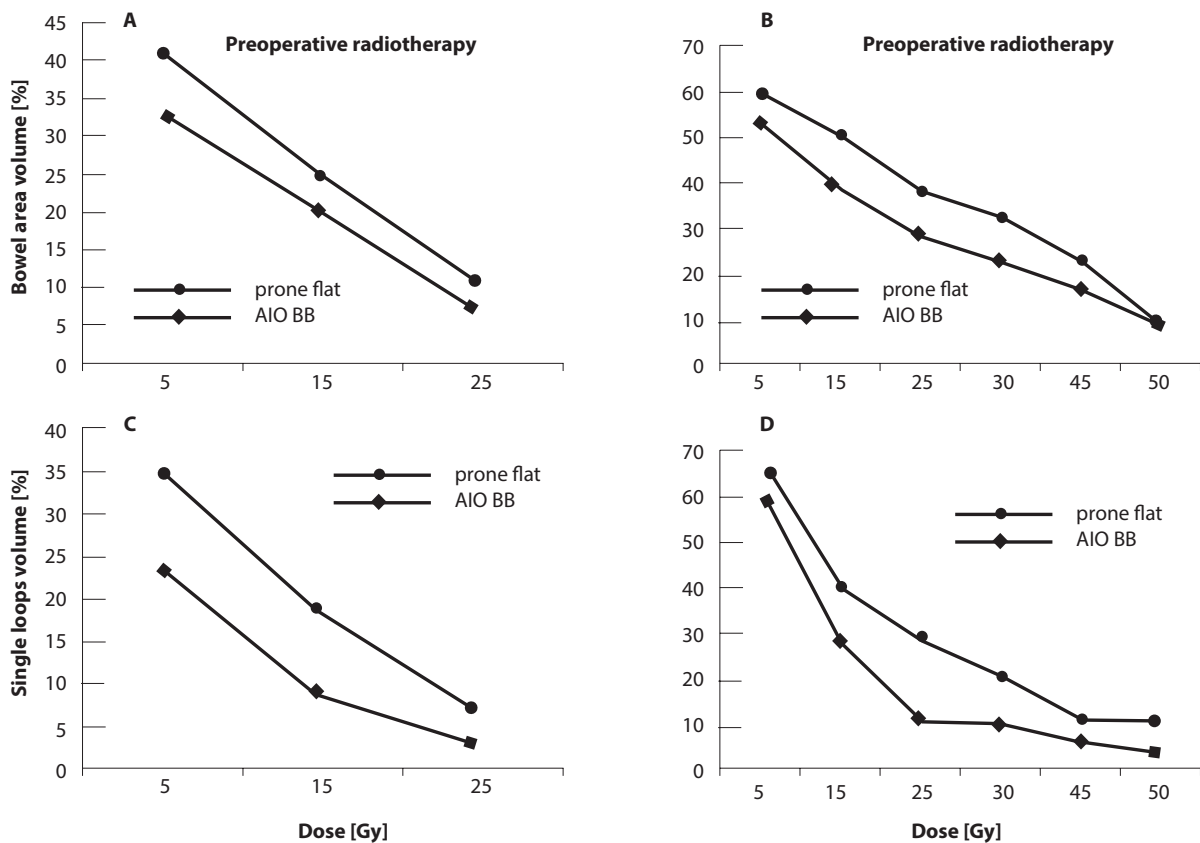 A
Preoperative radiotherapy
Bowel area volume [%]
45
40
35
30
25
20
15
10
5
0
prone flat
AIO BB
5 15 25
B
Preoperative radiotherapy
70
60
50
40
30
20
10
0
prone flat
AIO BB
5 15 25 30 45 50
C
Single loops volume [%]
40
35
30
25
20
15
10
5
0
prone flat
AIO BB
5 15 25
Dose [Gy]
D
70
60
50
40
30
20
10
0
prone flat
AIO BB
5 15 25 30 45 50
Dose [Gy]